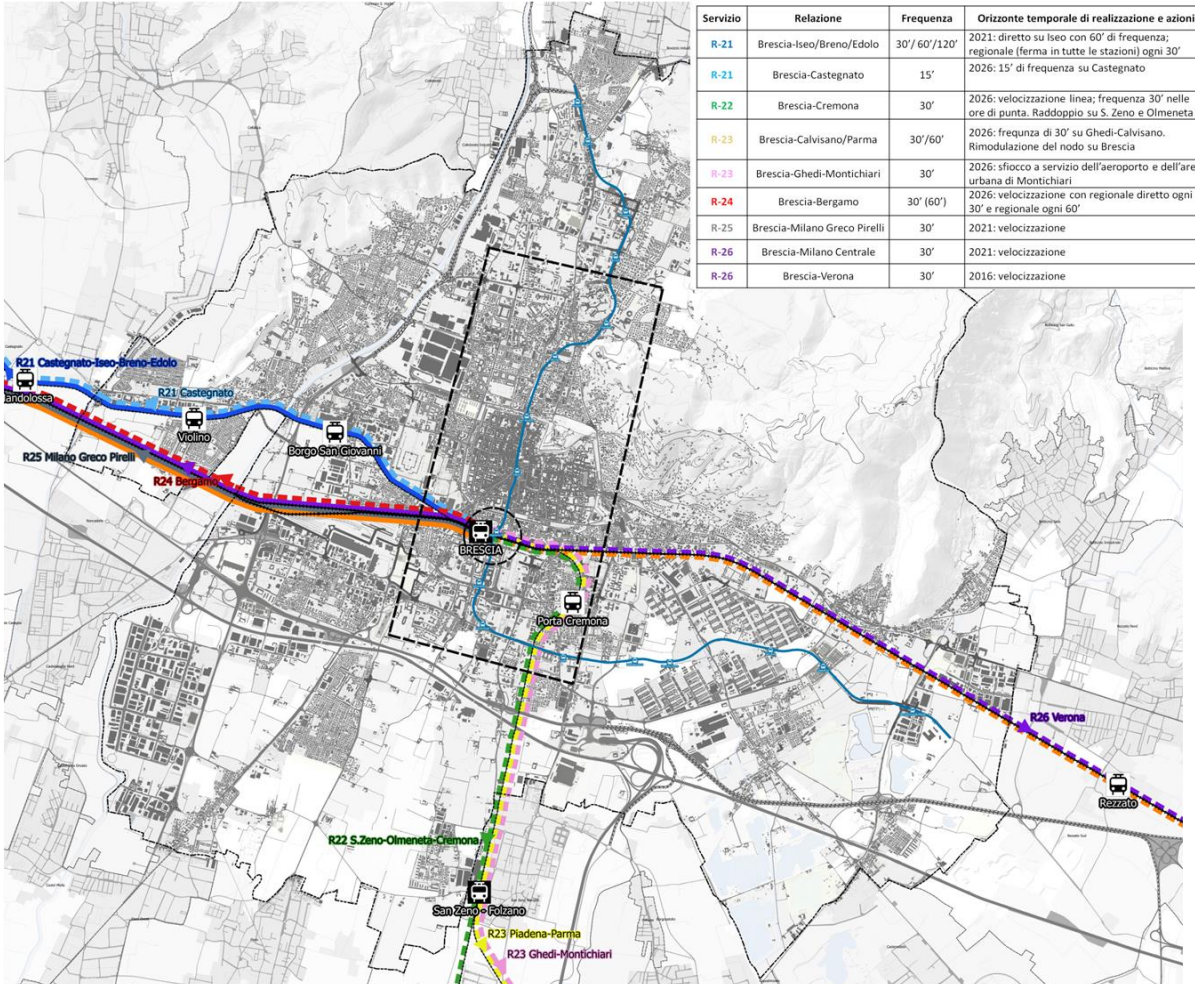 Servizio Relazione Frequenza Orizzonte temporale di realizzazione e azioni
R-21 Brescia-Iseo/Breno/Edolo 30'/ 60'/120' 2021: diretto su Iseo con 60' di frequenza;
regionale (ferma in tutte le stazioni) ogni 30'
R-21 Brescia-Castegnato 15' 2026: 15' di frequenza su Castegnato
R-22 Brescia-Cremona 30' 2026: velocizzazione linea; frequenza 30' nelle
ore di punta. Raddoppio su S. Zeno e Olmeneta
R-23 Brescia-Calvisano/Parma 30'/60' 2026: frequnza di 30' su Ghedi-Calvisano.
Rimodulazione del nodo su Brescia
R-23 Brescia-Ghedi-Montichiari 30' 2026: sfiocco a servizio dell'aeroporto e dell'are
urbana di Montichiari
R-24 Brescia-Bergamo 30' (60') 2026: velocizzazione con regionale diretto ogni
30' e regionale ogni 60'
R-25 Brescia-Milano Greco Pirelli 30' 2021: velocizzazione
R-26 Brescia-Milano Centrale 30' 2021: velocizzazione
R-26 Brescia-Verona 30' 2016: velocizzazione
R21 Castegnato-Iseo-Breno-Edolo
andolossa
R21 Castegnato
Violino
Borgo San Giovanni
R25 Milano Greco Pirelli
R24 Bergamo
BRESCIA
Porta Cremona
R26 Verona
Rezzato
R22 S.Zeno-Olmeneta-Cremona
San Zeno - Folzano
R23 Piadena-Parma
R23 Ghedi-Montichiari